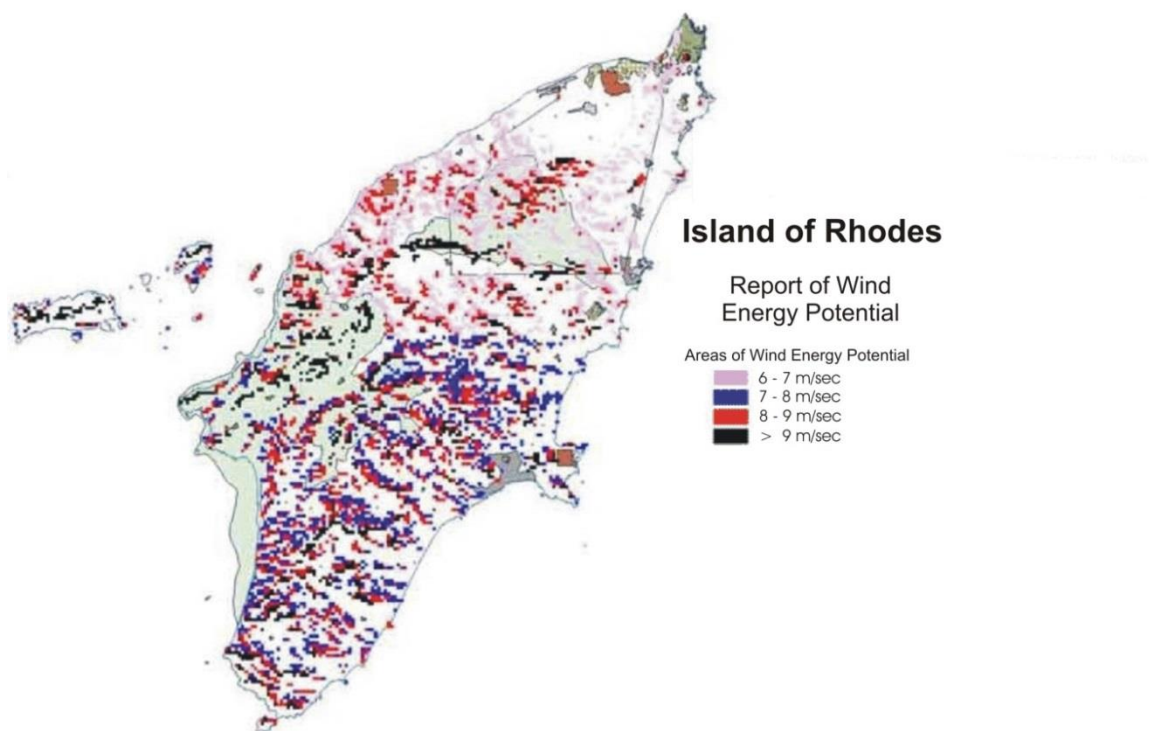 Island of Rhodes
Report of Wind
Energy Potential
Areas of Wind Energy Potential
6 - 7 m/sec
7 - 8 m/sec
8 - 9 m/sec
> 9 m/sec